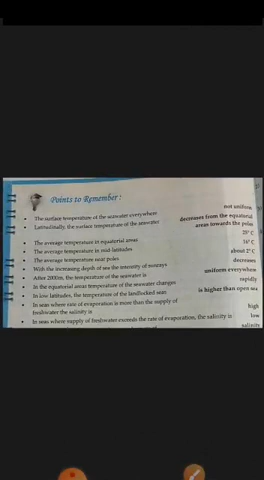 Points to Remember :
• The surface temperature of the seawater everywhere not uniform
• Latitudinally, the surface temperature of the seawater decreases from the equatorial
areas towards the poles
• The average temperature in equatorial areas 25° C
• The average temperature in mid latitudes 16° C
• The average temperature near poles about 2° C
• With the increasing depth of sea the intensity of sunrays decreases
• After 2000m, the temperature of the seawater is uniform everywhere
• In the equatorial areas temperature of the seawater changes rapidly
• In low latitudes, the temperature of the landlocked seas is higher than open sea
• In seas where rate of evaporation is more than the supply of
freshwater the salinity is high
• In seas where supply of freshwater exceeds the rate of evaporation, the salinity is low
salinity